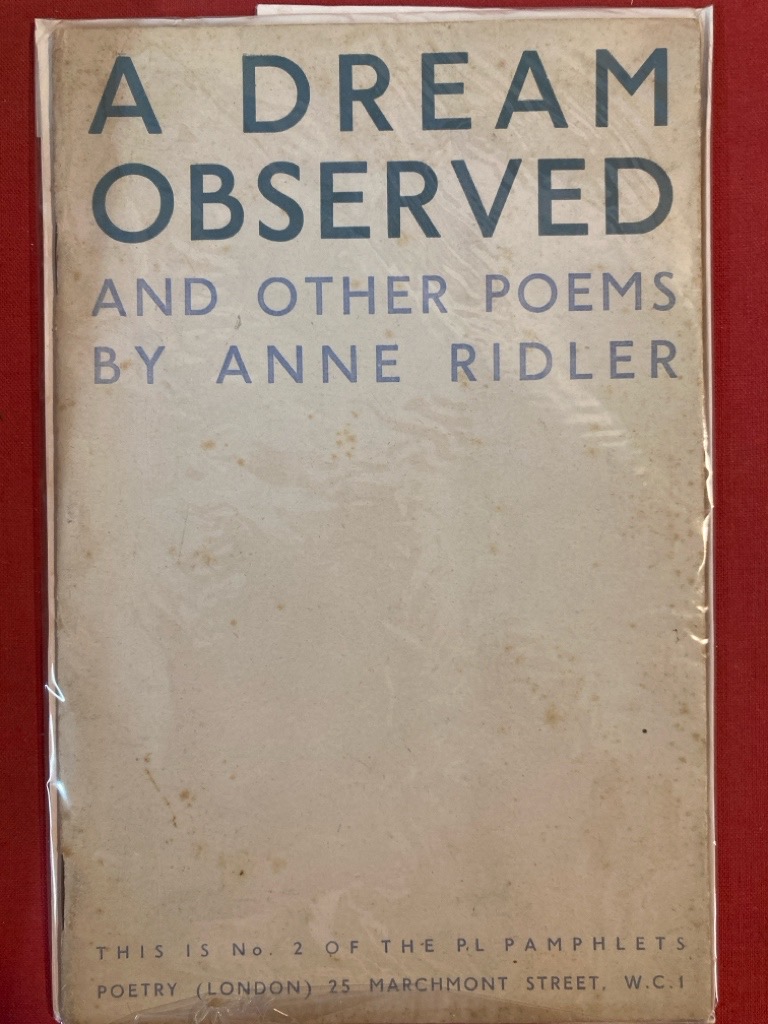 A DREAM
OBSERVED
AND OTHER POEMS
BY ANNE RIDLER
THIS IS No. 2 OF THE P.L PAMPHLETS
POETRY (LONDON) 25 MARCHMONT STREET, W.C.1